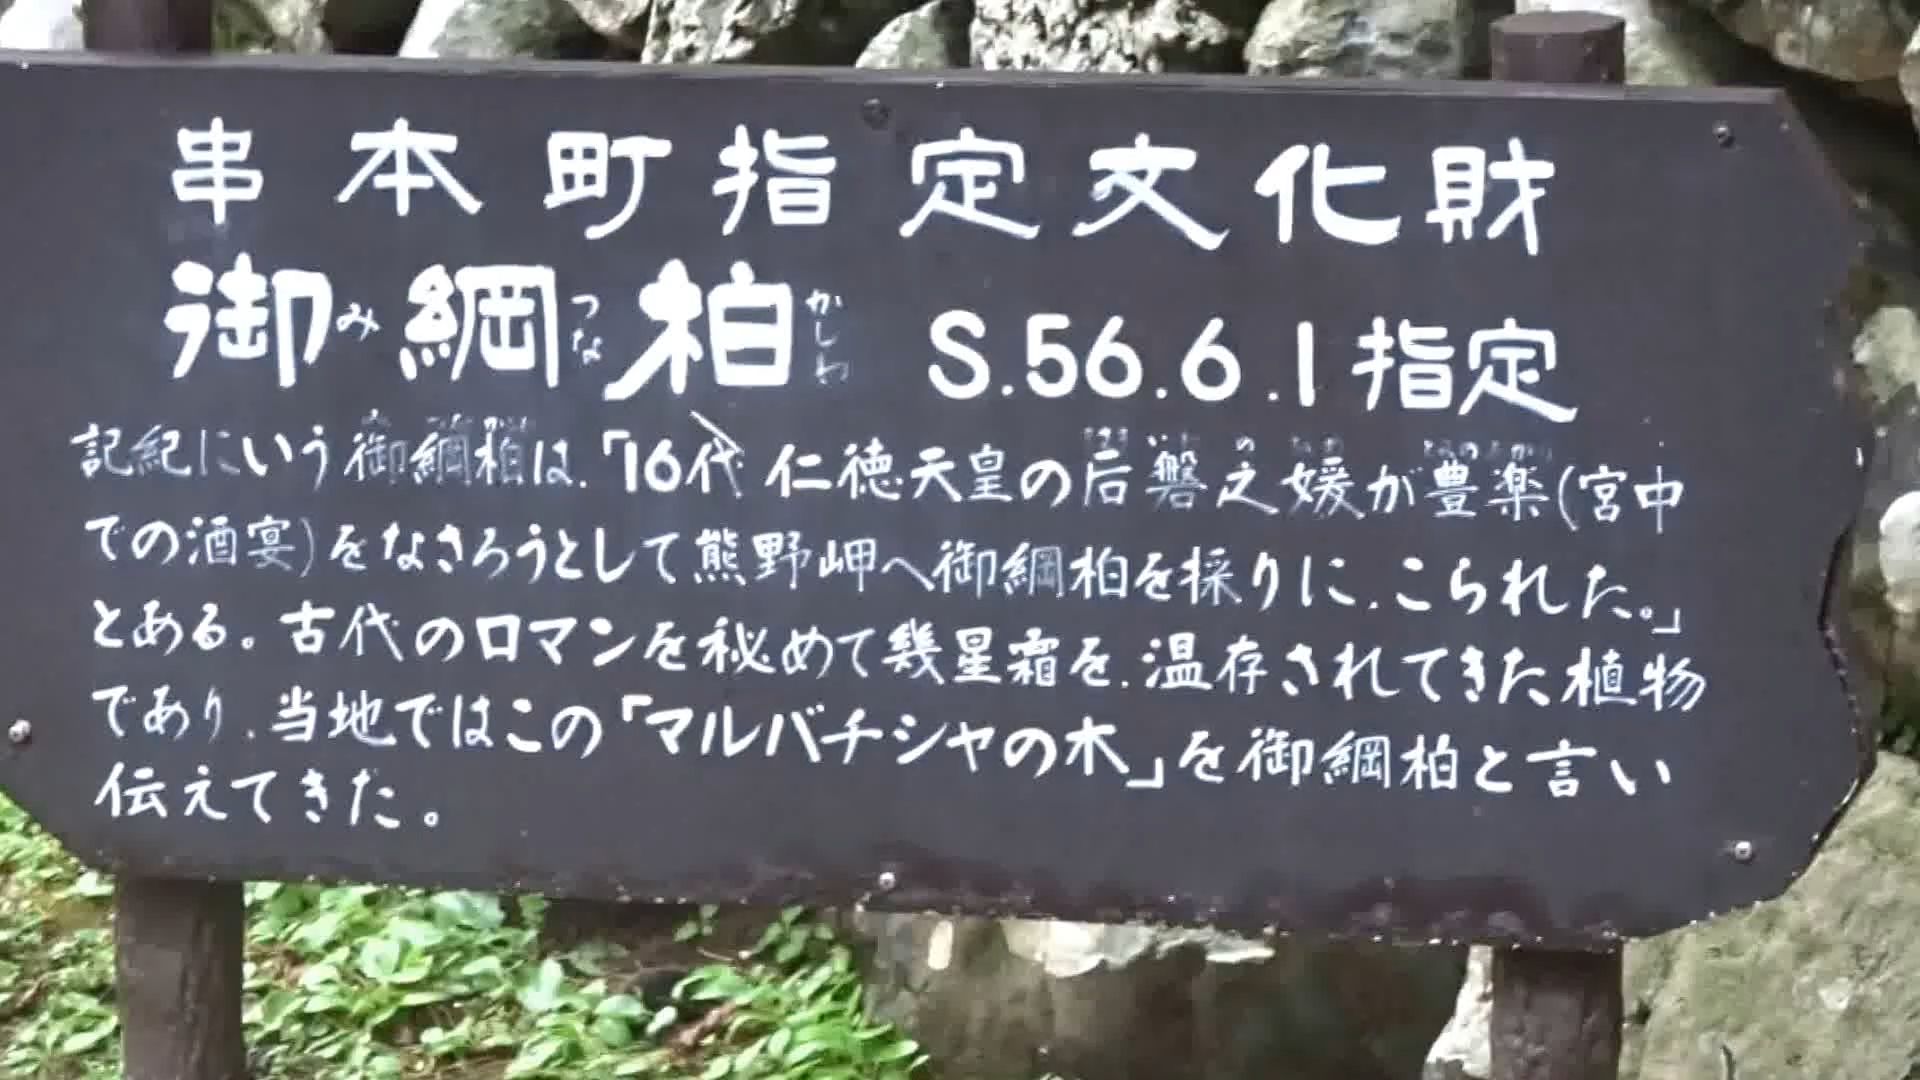 串本町指定文化財
御み綱つな柏かしわ S.56.6.1指定
記紀にいう御綱柏は、「16代 仁徳天皇の后磐之媛が豊楽(宮中
での酒宴)をなさろうとして熊野岬へ御綱柏を採りに、こられた。」
とある。古代のロマンを秘めて幾星霜を、温存されてきた植物
であり、当地ではこの「マルバチシャの木」を御綱柏と言い
伝えてきた。